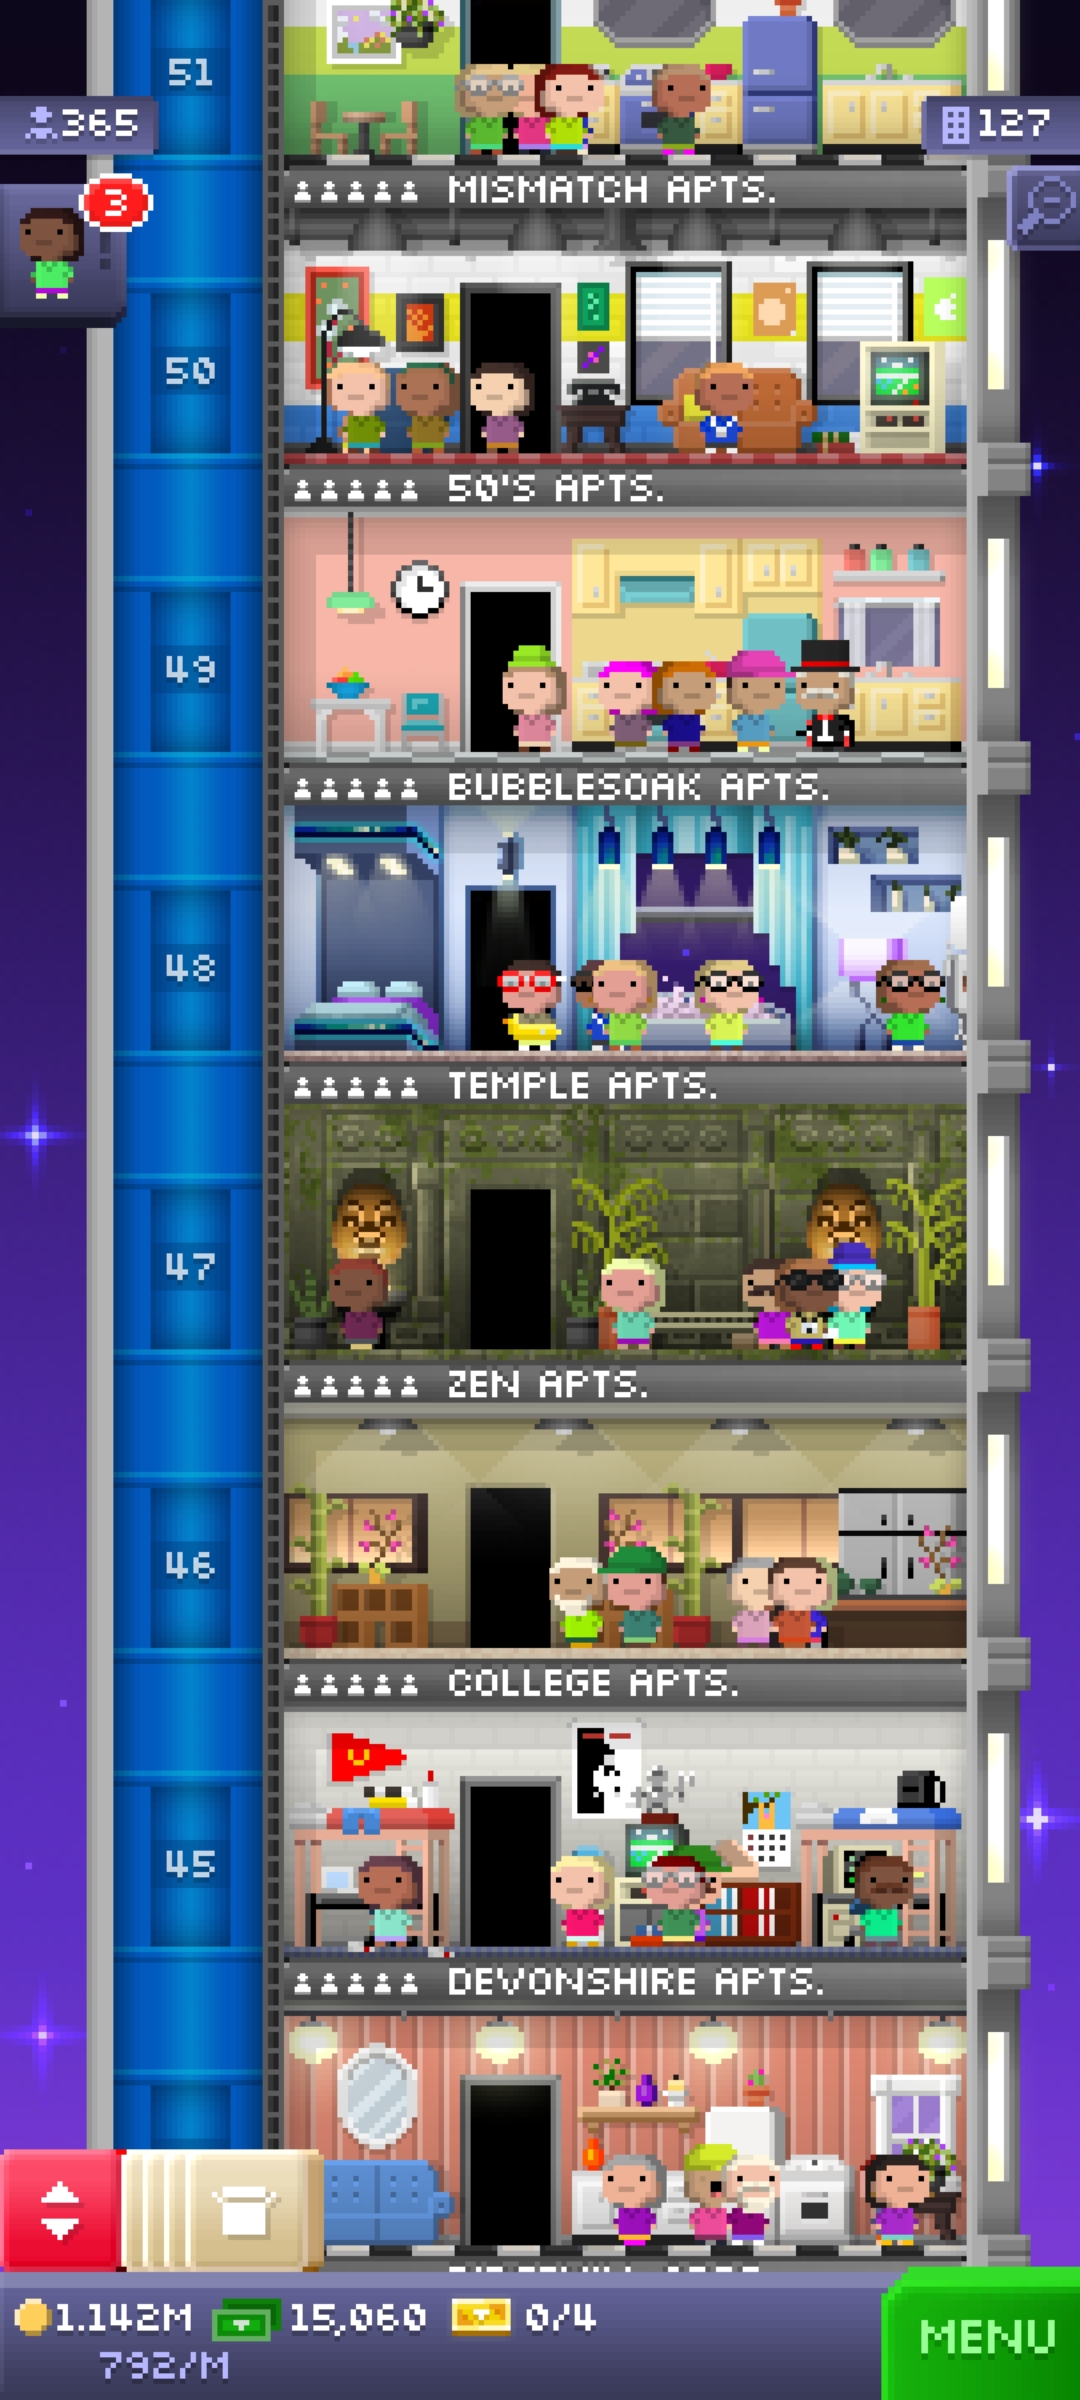 51
365
127
3
MISMATCH APTS.
50
50'S APTS.
49
BUBBLESOAK APTS.
48
TEMPLE APTS.
47
ZEN APTS.
46
COLLEGE APTS.
45
DEVONSHIRE APTS.
1.142M 15,060 0/4
792/M
MENU